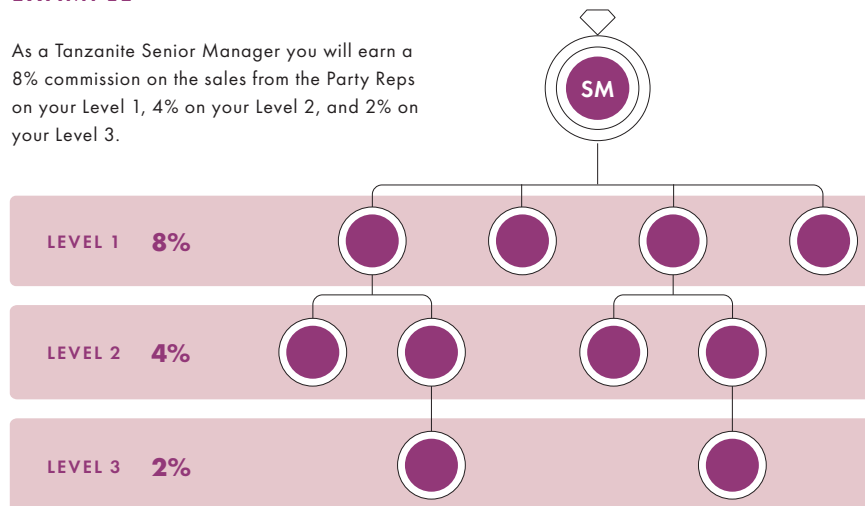 As a Tanzanite Senior Manager you will earn a
8% commission on the sales from the Party Reps
on your Level 1, 4% on your Level 2, and 2% on
your Level 3.
SM
LEVEL 1 8%
LEVEL 2 4%
LEVEL 3 2%